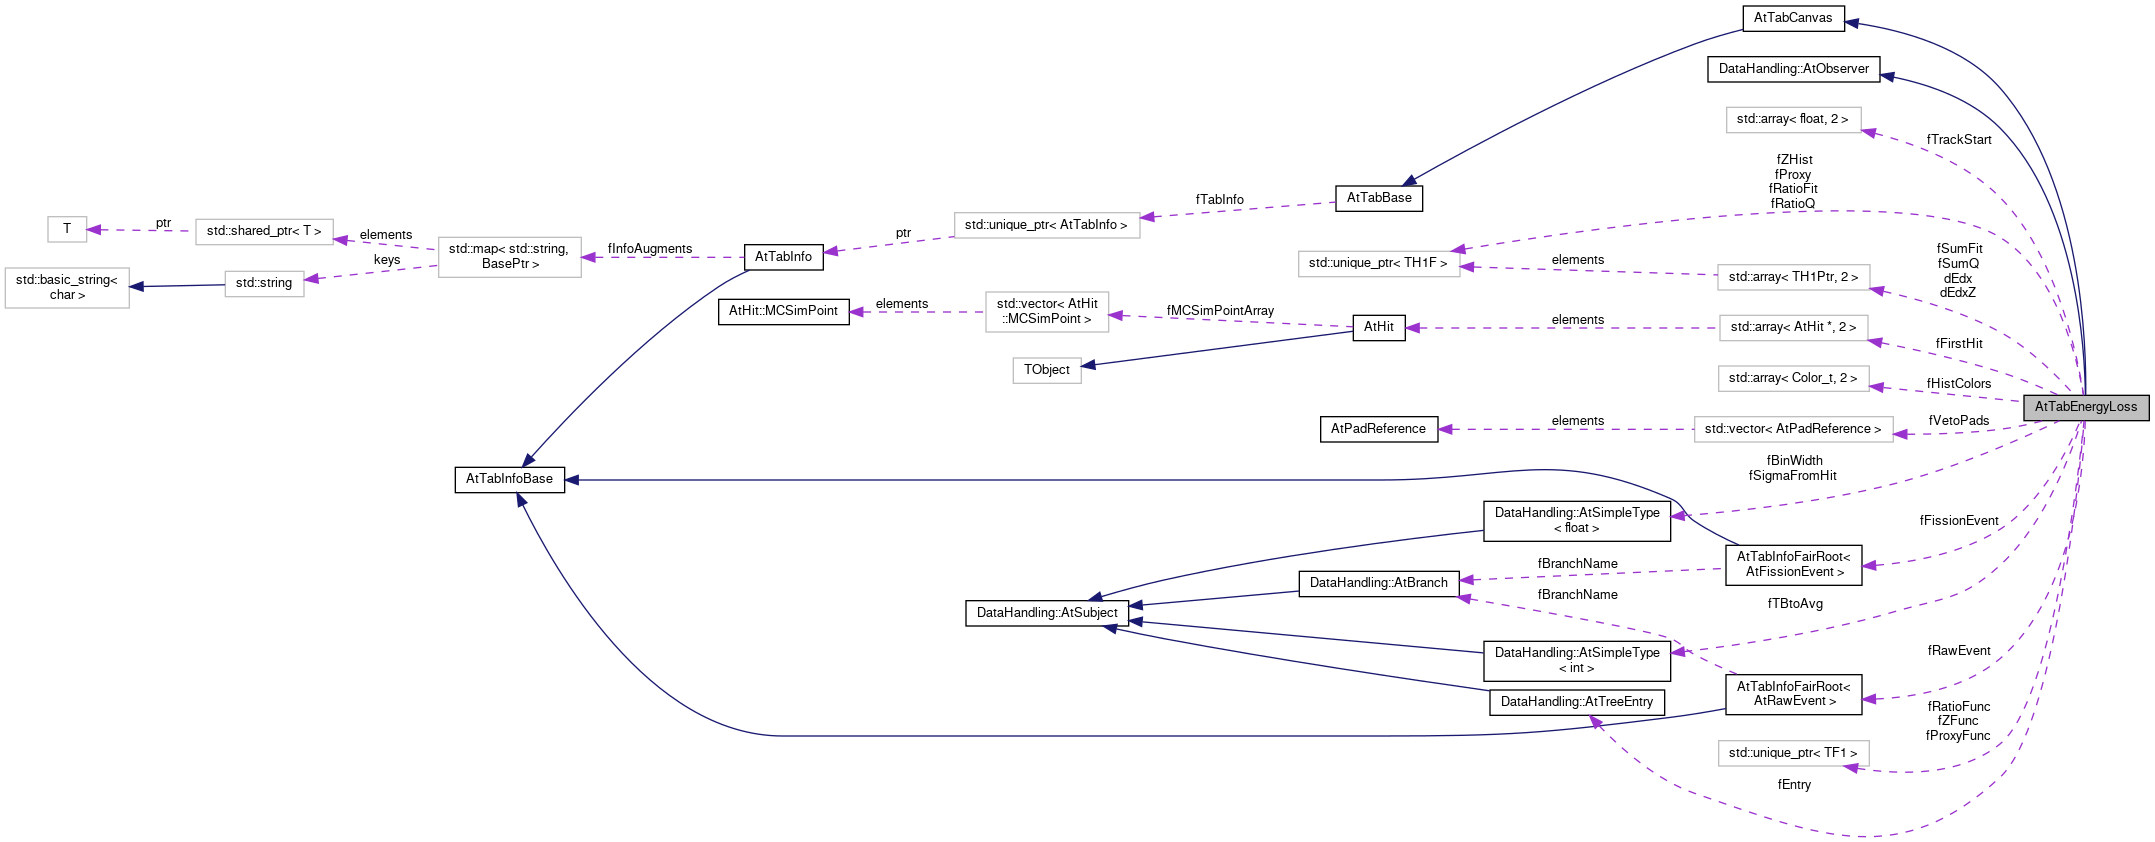 AtTabCanvas
DataHandling::AtObserver
std::array< float, 2 >
fTrackStart
fZHist
fProxy
fRatioFit
fRatioQ
AtTabBase
fTabInfo
std::unique_ptr< AtTabInfo >
ptr
AtTabInfo
fInfoAugments
std::map< std::string,
BasePtr >
elements
keys
std::shared_ptr< T >
ptr
T
std::string
std::basic_string<
char >
std::unique_ptr< TH1F >
elements
std::array< TH1Ptr, 2 >
fSumFit
fSumQ
dEdx
dEdxZ
AtHit::MCSimPoint
elements
std::vector< AtHit
::MCSimPoint >
fMCSimPointArray
AtHit
elements
std::array< AtHit *, 2 >
fFirstHit
TObject
std::array< Color_t, 2 >
fHistColors
AtTabEnergyLoss
AtPadReference
elements
std::vector< AtPadReference >
fVetoPads
fBinWidth
fSigmaFromHit
AtTabInfoBase
DataHandling::AtSimpleType
< float >
fFissionEvent
AtTabInfoFairRoot<
AtFissionEvent >
fBranchName
DataHandling::AtBranch
fBranchName
DataHandling::AtSubject
fTBtoAvg
DataHandling::AtSimpleType
< int >
fRawEvent
AtTabInfoFairRoot<
AtRawEvent >
DataHandling::AtTreeEntry
fRatioFunc
fZFunc
fProxyFunc
std::unique_ptr< TF1 >
fEntry